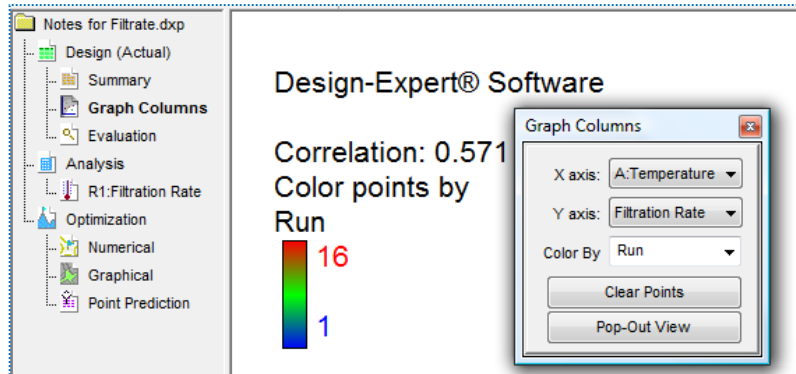 Notes for Filtrate.dxp
Design (Actual)
Summary
Graph Columns
Evaluation
Analysis
R1:Filtration Rate
Optimization
Numerical
Graphical
Point Prediction
Design-Expert® Software
Correlation: 0.571
Color points by
Run
16
1
Graph Columns
X axis: A:Temperature
Y axis: Filtration Rate
Color By Run
Clear Points
Pop-Out View